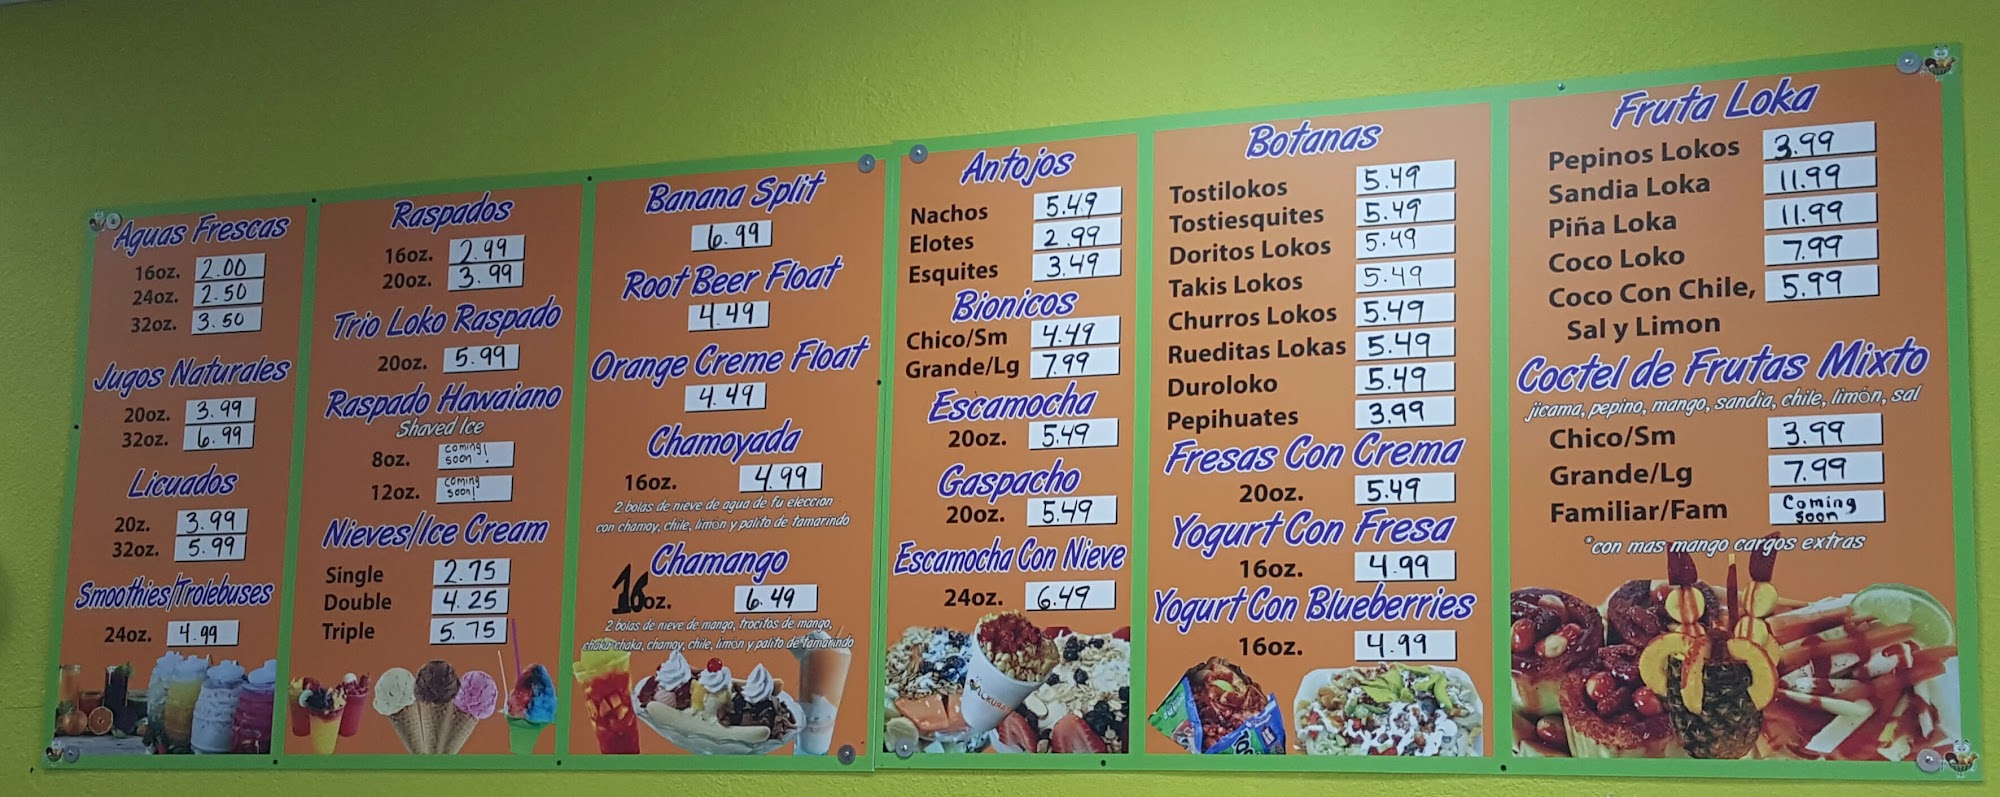 Aguas Frescas
16oz. 2.00
24oz. 2.50
32oz. 3.50
Jugos Naturales
20oz. 3.99
32oz. 6.99
Licuados
20z. 3.99
32oz. 5.99
Smoothies/Trolebuses
24oz. 4.99
Raspados
16oz. 2.99
20oz. 3.99
Trio Loko Raspado
20oz. 5.99
Raspado Hawaiano
Shaved Ice
8oz. coming soon!
12oz. coming soon!
Nieves/Ice Cream
Single 2.75
Double 4.25
Triple 5.75
Banana Split
6.99
Root Beer Float
4.49
Orange Creme Float
4.49
Chamoyada
16oz. 4.99
2 bolas de nieve de agua de tu eleccion
con chamoy, chile, limón y palito de tamarindo
Chamango
16oz. 6.49
2 bolas de nieve de mango, trocitos de mango,
chaka chaka, chamoy, chile, limón y palito de tamarindo
Antojos
Nachos 5.49
Elotes 2.99
Esquites 3.49
Bionicos
Chico/Sm 4.49
Grande/Lg 7.99
Escamocha
20oz. 5.49
Gaspacho
20oz. 5.49
Escamocha Con Nieve
24oz. 6.49
Botanas
Tostilokos 5.49
Tostiesquites 5.49
Doritos Lokos 5.49
Takis Lokos 5.49
Churros Lokos 5.49
Rueditas Lokas 5.49
Duroloko 5.49
Pepihuates 3.99
Fresas Con Crema
20oz. 5.49
Yogurt Con Fresa
16oz. 4.99
Yogurt Con Blueberries
16oz. 4.99
Fruta Loka
Pepinos Lokos 3.99
Sandia Loka 11.99
Piña Loka 11.99
Coco Loko 7.99
Coco Con Chile, 5.99
Sal y Limon
Coctel de Frutas Mixto
jicama, pepino, mango, sandia, chile, limón, sal
Chico/Sm 3.99
Grande/Lg 7.99
Familiar/Fam Coming soon
*con mas mango cargos extras